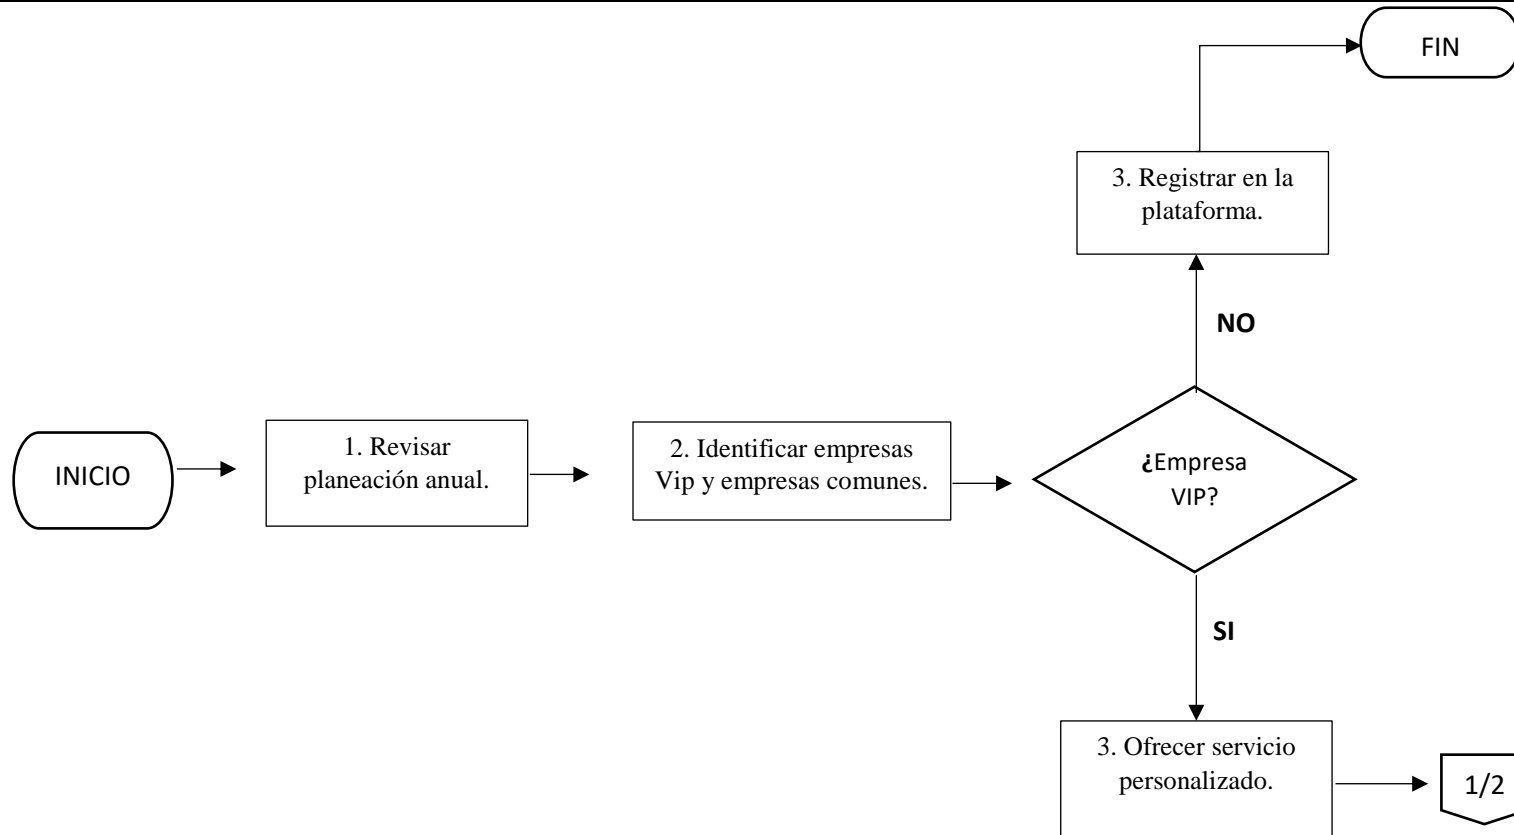 FIN
3. Registrar en la
plataforma.
NO
INICIO
1. Revisar
planeación anual.
2. Identificar empresas
Vip y empresas comunes.
¿Empresa
VIP?
SI
3. Ofrecer servicio
personalizado.
1/2